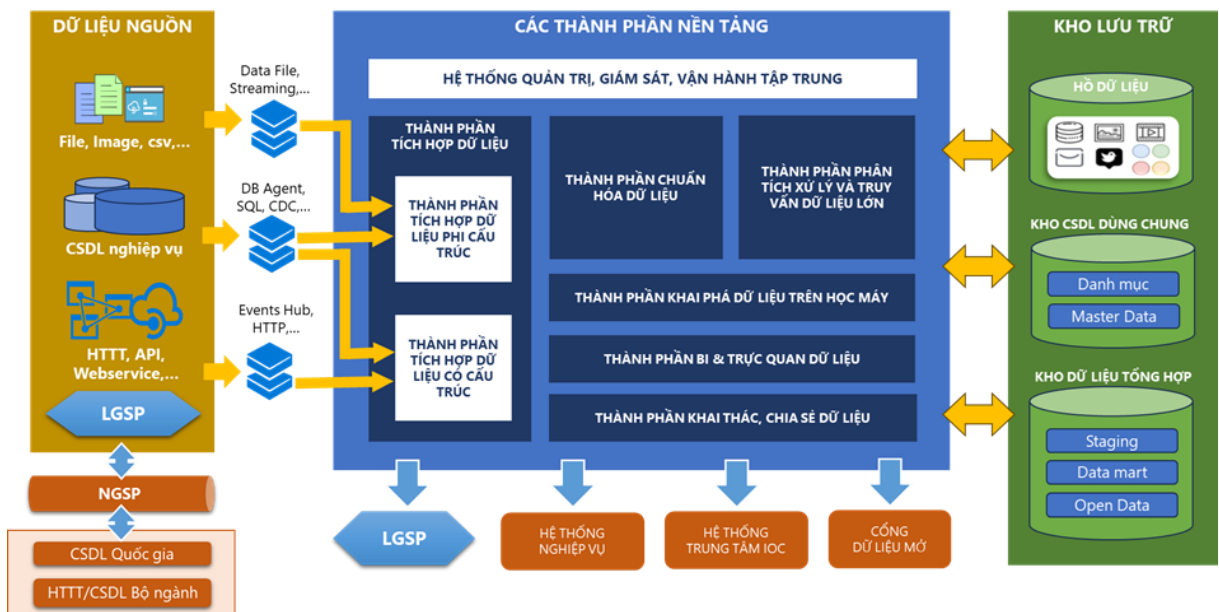 DỮ LIỆU NGUỒN
File, Image, csv,...
CSDL nghiệp vụ
HTTT, API,
Webservice,...
LGSP
NGSP
CSDL Quốc gia
HTTT/CSDL Bộ ngành
Data File,
Streaming,...
DB Agent,
SQL, CDC,...
Events Hub,
HTTP,...
CÁC THÀNH PHẦN NỀN TẢNG
HỆ THỐNG QUẢN TRỊ, GIÁM SÁT, VẬN HÀNH TẬP TRUNG
THÀNH PHẦN
TÍCH HỢP DỮ LIỆU
THÀNH PHẦN
TÍCH HỢP DỮ
LIỆU PHI CẤU
TRÚC
THÀNH PHẦN
TÍCH HỢP DỮ
LIỆU CÓ CẤU
TRÚC
THÀNH PHẦN CHUẨN
HÓA DỮ LIỆU
THÀNH PHẦN PHÂN
TÍCH XỬ LÝ VÀ TRUY
VẤN DỮ LIỆU LỚN
THÀNH PHẦN KHAI PHÁ DỮ LIỆU TRÊN HỌC MÁY
THÀNH PHẦN BI & TRỰC QUAN DỮ LIỆU
THÀNH PHẦN KHAI THÁC, CHIA SẺ DỮ LIỆU
LGSP
HỆ THỐNG
NGHIỆP VỤ
HỆ THỐNG
TRUNG TÂM IOC
CỔNG
DỮ LIỆU MỞ
KHO LƯU TRỮ
HỒ DỮ LIỆU
KHO CSDL DÙNG CHUNG
Danh mục
Master Data
KHO DỮ LIỆU TỔNG HỢP
Staging
Data mart
Open Data